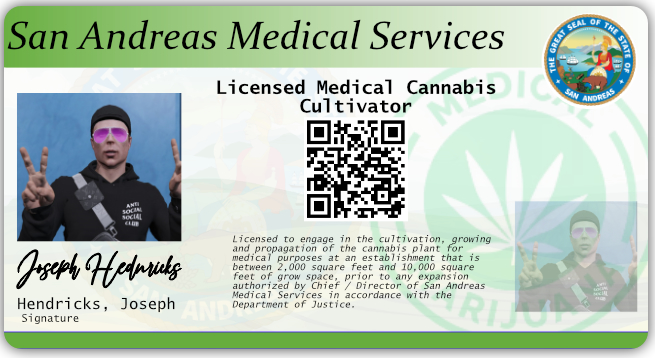 San Andreas Medical Services
THE GREAT SEAL OF THE STATE OF
SAN ANDREAS
Licensed Medical Cannabis
Cultivator
MEDICAL
ANTI
SOCIAL
SOCIAL
CLUB
Joseph Hednricks
Hendricks, Joseph
Signature
Licensed to engage in the cultivation, growing
and propagation of the cannabis plant for
medical purposes at an establishment that is
between 2,000 square feet and 10,000 square
feet of grow space, prior to any expansion
authorized by Chief / Director of San Andreas
Medical Services in accordance with the
Department of Justice.